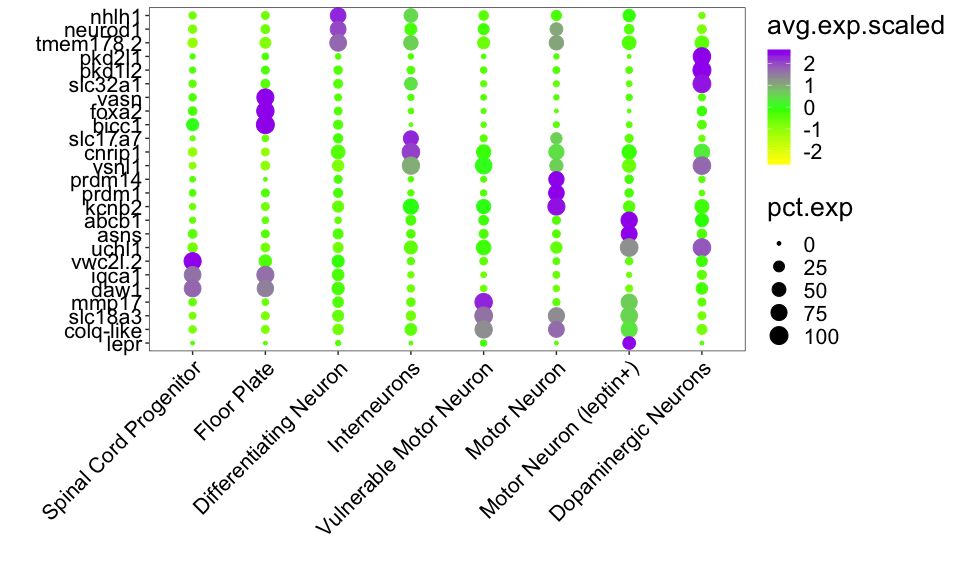 nhlh1
neurod1
tmem178.2
pkd2l1
pkd1l2
slc32a1
vasn
foxa2
bicc1
slc17a7
cnrip1
vsnl1
prdm14
prdm1
kcnb2
abcb1
asns
uchl1
vwc2l.2
iqca1
daw1
mmp17
slc18a3
colq-like
lepr
Spinal Cord Progenitor
Floor Plate
Differentiating Neuron
Interneurons
Vulnerable Motor Neuron
Motor Neuron
Motor Neuron (leptin+)
Dopaminergic Neurons
avg.exp.scaled
2
1
0
-1
-2
pct.exp
0
25
50
75
100